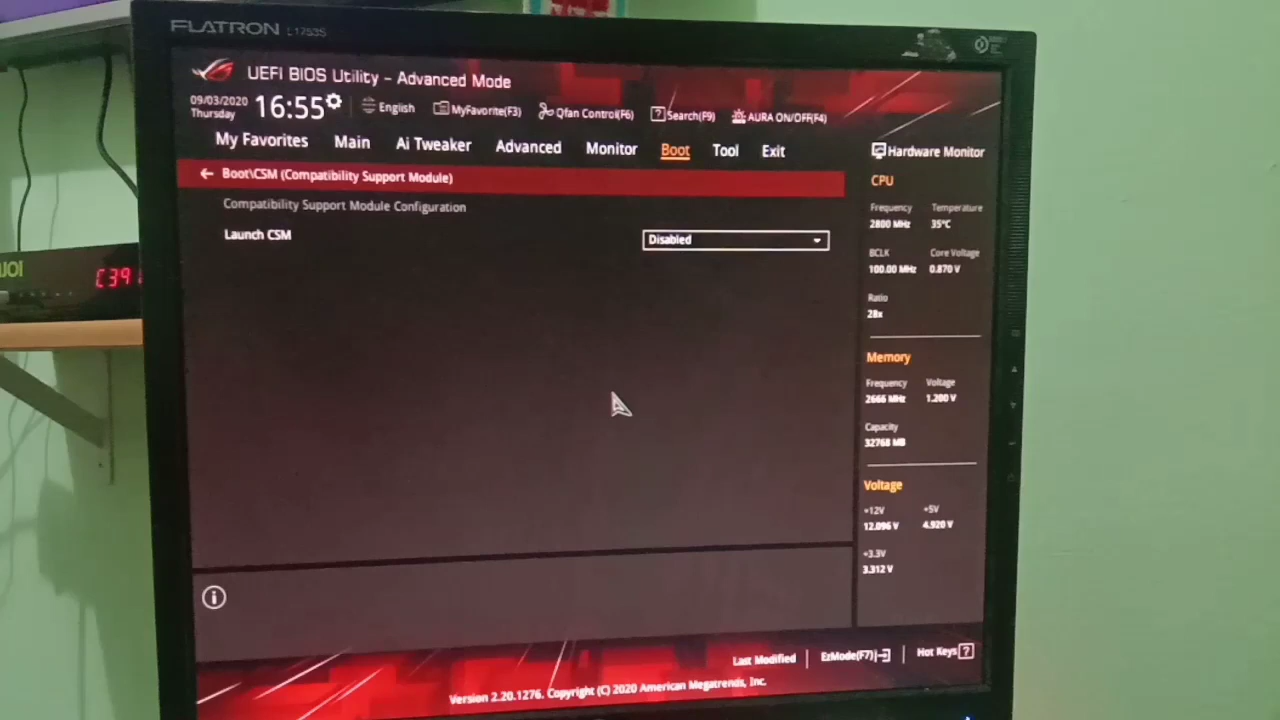 FLATRON L1753S
UEFI BIOS Utility - Advanced Mode
09/03/2020
Thursday
16:55
English
MyFavorite(F3)
Qfan Control(F6)
? Search(F9)
AURA ON/OFF(F4)
My Favorites
Main
Ai Tweaker
Advanced
Monitor
Boot
Tool
Exit
Hardware Monitor
← Boot\CSM (Compatibility Support Module)
Compatibility Support Module Configuration
Launch CSM
Disabled
CPU
Frequency Temperature
2800 MHz 35°C
BCLK Core Voltage
100.00 MHz 0.870 V
Ratio
28x
Memory
Frequency Voltage
2666 MHz 1.200 V
Capacity
32768 MB
Voltage
+12V +5V
12.096 V 4.920 V
+3.3V
3.312 V
i
Last Modified
EzMode(F7)
Hot Keys ?
Version 2.20.1276. Copyright (C) 2020 American Megatrends, Inc.